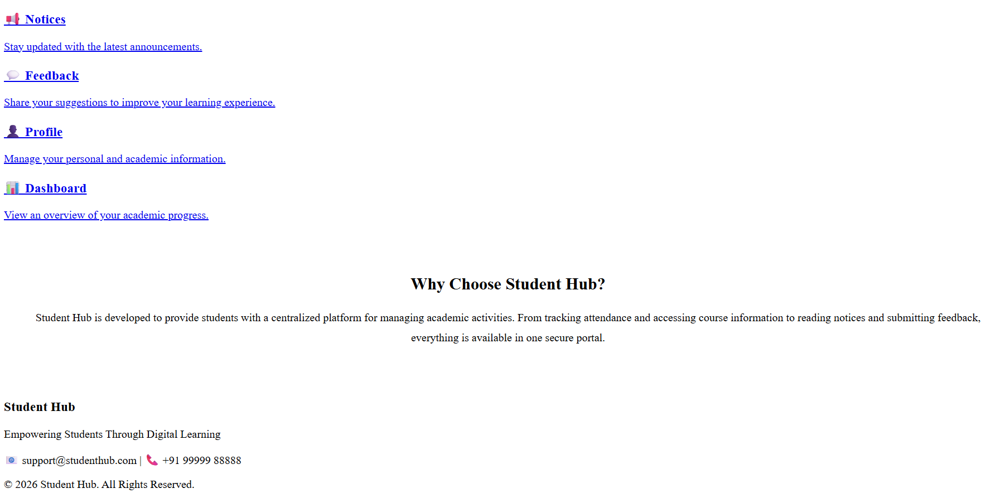 📢 Notices
Stay updated with the latest announcements.
💬 Feedback
Share your suggestions to improve your learning experience.
👤 Profile
Manage your personal and academic information.
📊 Dashboard
View an overview of your academic progress.
Why Choose Student Hub?
Student Hub is developed to provide students with a centralized platform for managing academic activities. From tracking attendance and accessing course information to reading notices and submitting feedback,
everything is available in one secure portal.
Student Hub
Empowering Students Through Digital Learning
📧 support@studenthub.com | 📞 +91 99999 88888
© 2026 Student Hub. All Rights Reserved.